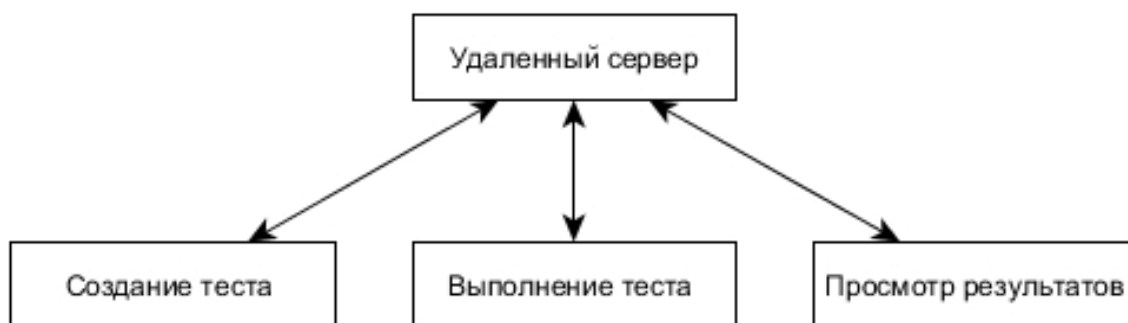 Удаленный сервер
Создание теста
Выполнение теста
Просмотр результатов